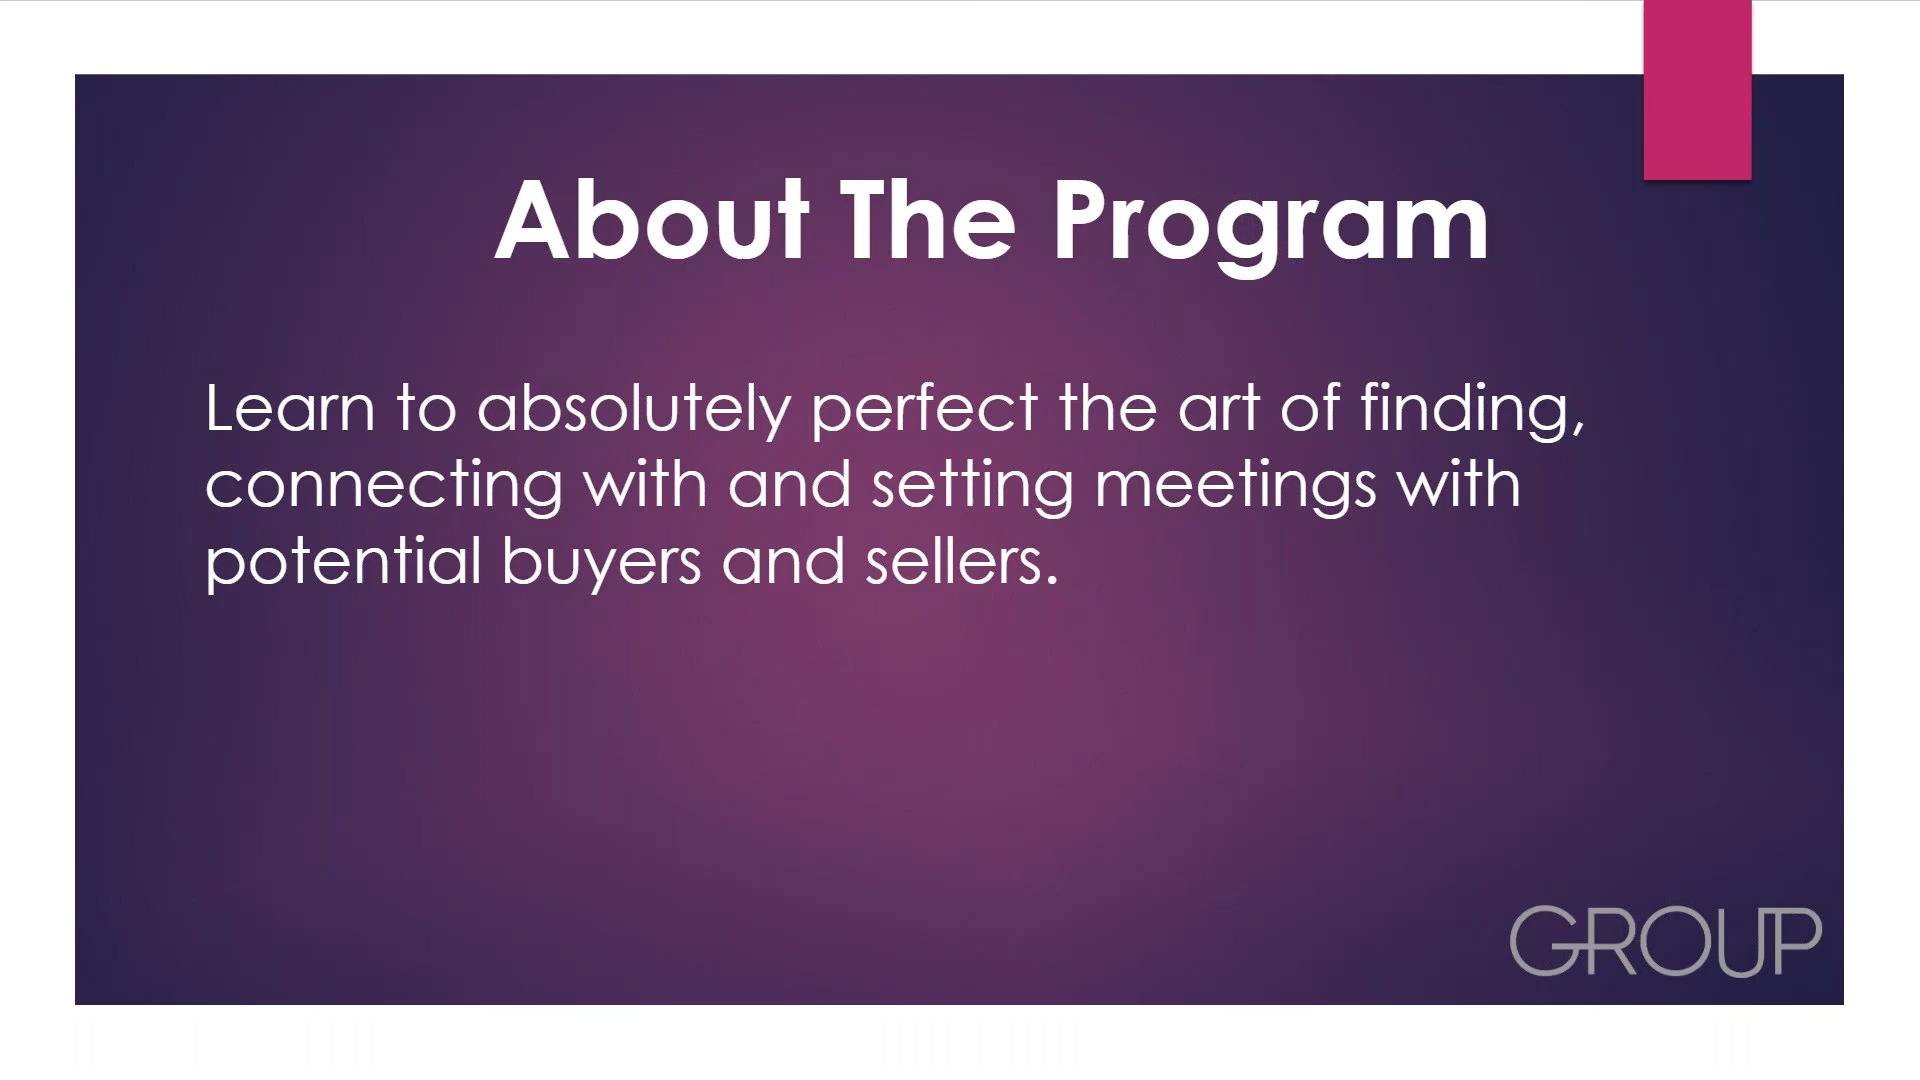 About The Program
Learn to absolutely perfect the art of finding,
connecting with and setting meetings with
potential buyers and sellers.
GROUP